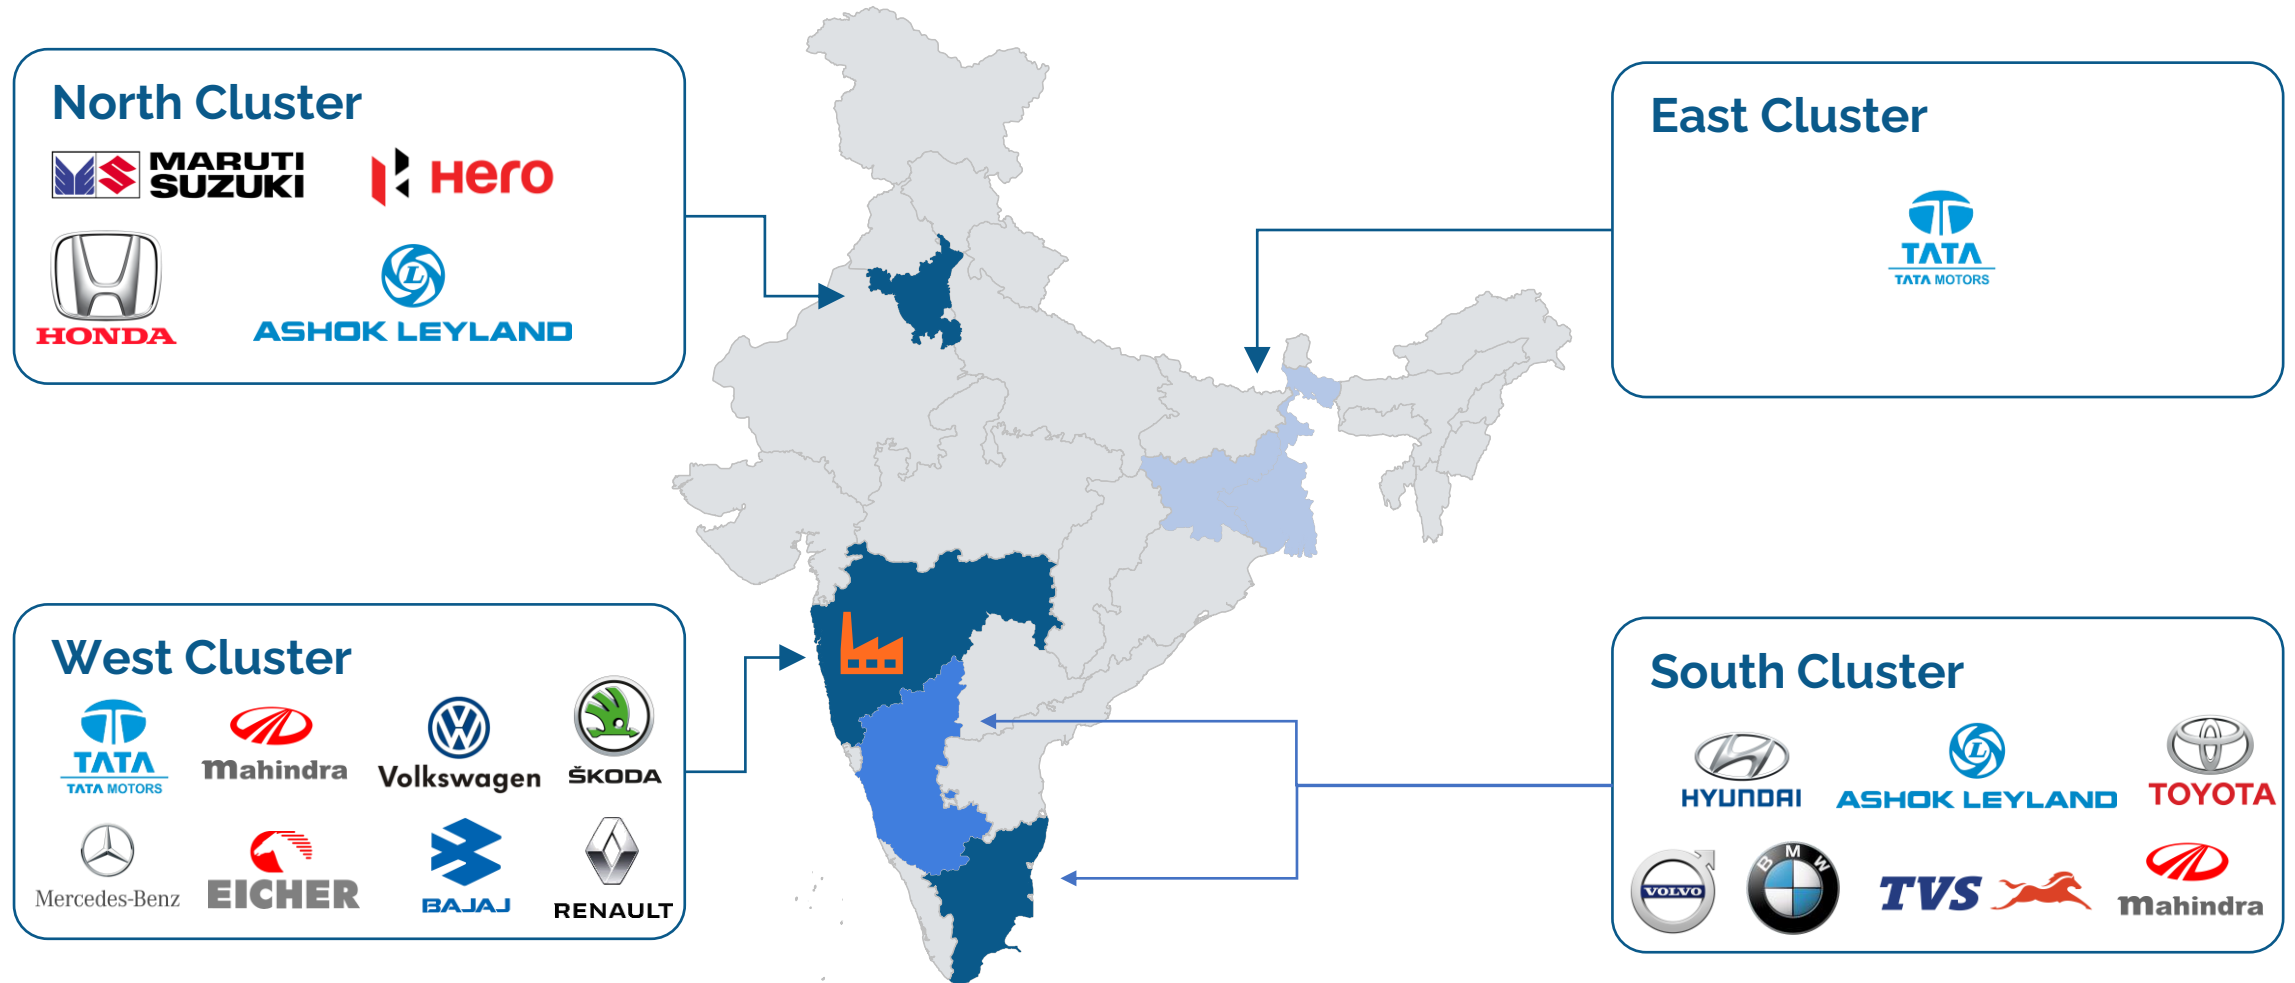 North Cluster
MARUTI
SUZUKI
Hero
HONDA
L
ASHOK LEYLAND
East Cluster
TATA
TATA MOTORS
West Cluster
TATA
TATA MOTORS
mahindra
Volkswagen
ŠKODA
Mercedes-Benz
EICHER
BAJAJ
RENAULT
South Cluster
HYUNDAI
L
ASHOK LEYLAND
TOYOTA
VOLVO
BMW
TVS
mahindra